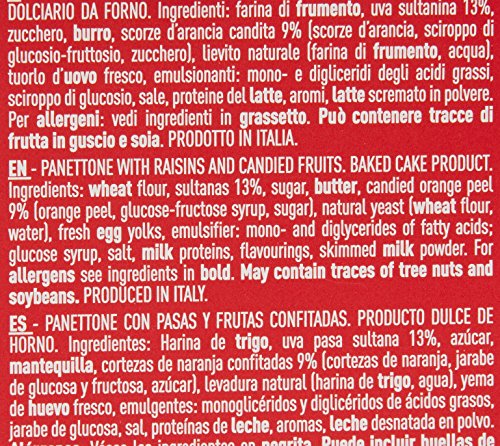 DOLCIARIO DA FORNO. Ingredienti: farina di frumento, uva sultanina 13%,
zucchero, burro, scorze d'arancia candita 9% (scorze d'arancia, sciroppo di
glucosio-fruttosio, zucchero), lievito naturale (farina di frumento, acqua),
tuorlo d'uovo fresco, emulsionanti: mono- e digliceridi degli acidi grassi,
sciroppo di glucosio, sale, proteine del latte, aromi, latte scremato in polvere.
Per allergeni: vedi ingredienti in grassetto. Può contenere tracce di
frutta in guscio e soia. PRODOTTO IN ITALIA.
EN - PANETTONE WITH RAISINS AND CANDIED FRUITS. BAKED CAKE PRODUCT.
Ingredients: wheat flour, sultanas 13%, sugar, butter, candied orange peel
9% (orange peel, glucose-fructose syrup, sugar), natural yeast (wheat flour,
water), fresh egg yolks, emulsifier: mono- and diglycerides of fatty acids;
glucose syrup, salt, milk proteins, flavourings, skimmed milk powder. For
allergens see ingredients in bold. May contain traces of tree nuts and
soybeans. PRODUCED IN ITALY.
ES - PANETTONE CON PASAS Y FRUTAS CONFITADAS. PRODUCTO DULCE DE
HORNO. Ingredientes: Harina de trigo, uva pasa sultana 13%, azúcar,
mantequilla, cortezas de naranja confitadas 9% (cortezas de naranja, jarabe
de glucosa y fructosa, azúcar), levadura natural (harina de trigo, agua), yema
de huevo fresco, emulgentes: monoglicéridos y diglicéridos de ácidos grasos,
jarabe de glucosa, sal, proteínas de leche, aromas, leche desnatada en polvo.
Véase los ingredientes en negrita. Puede incluir huellas de